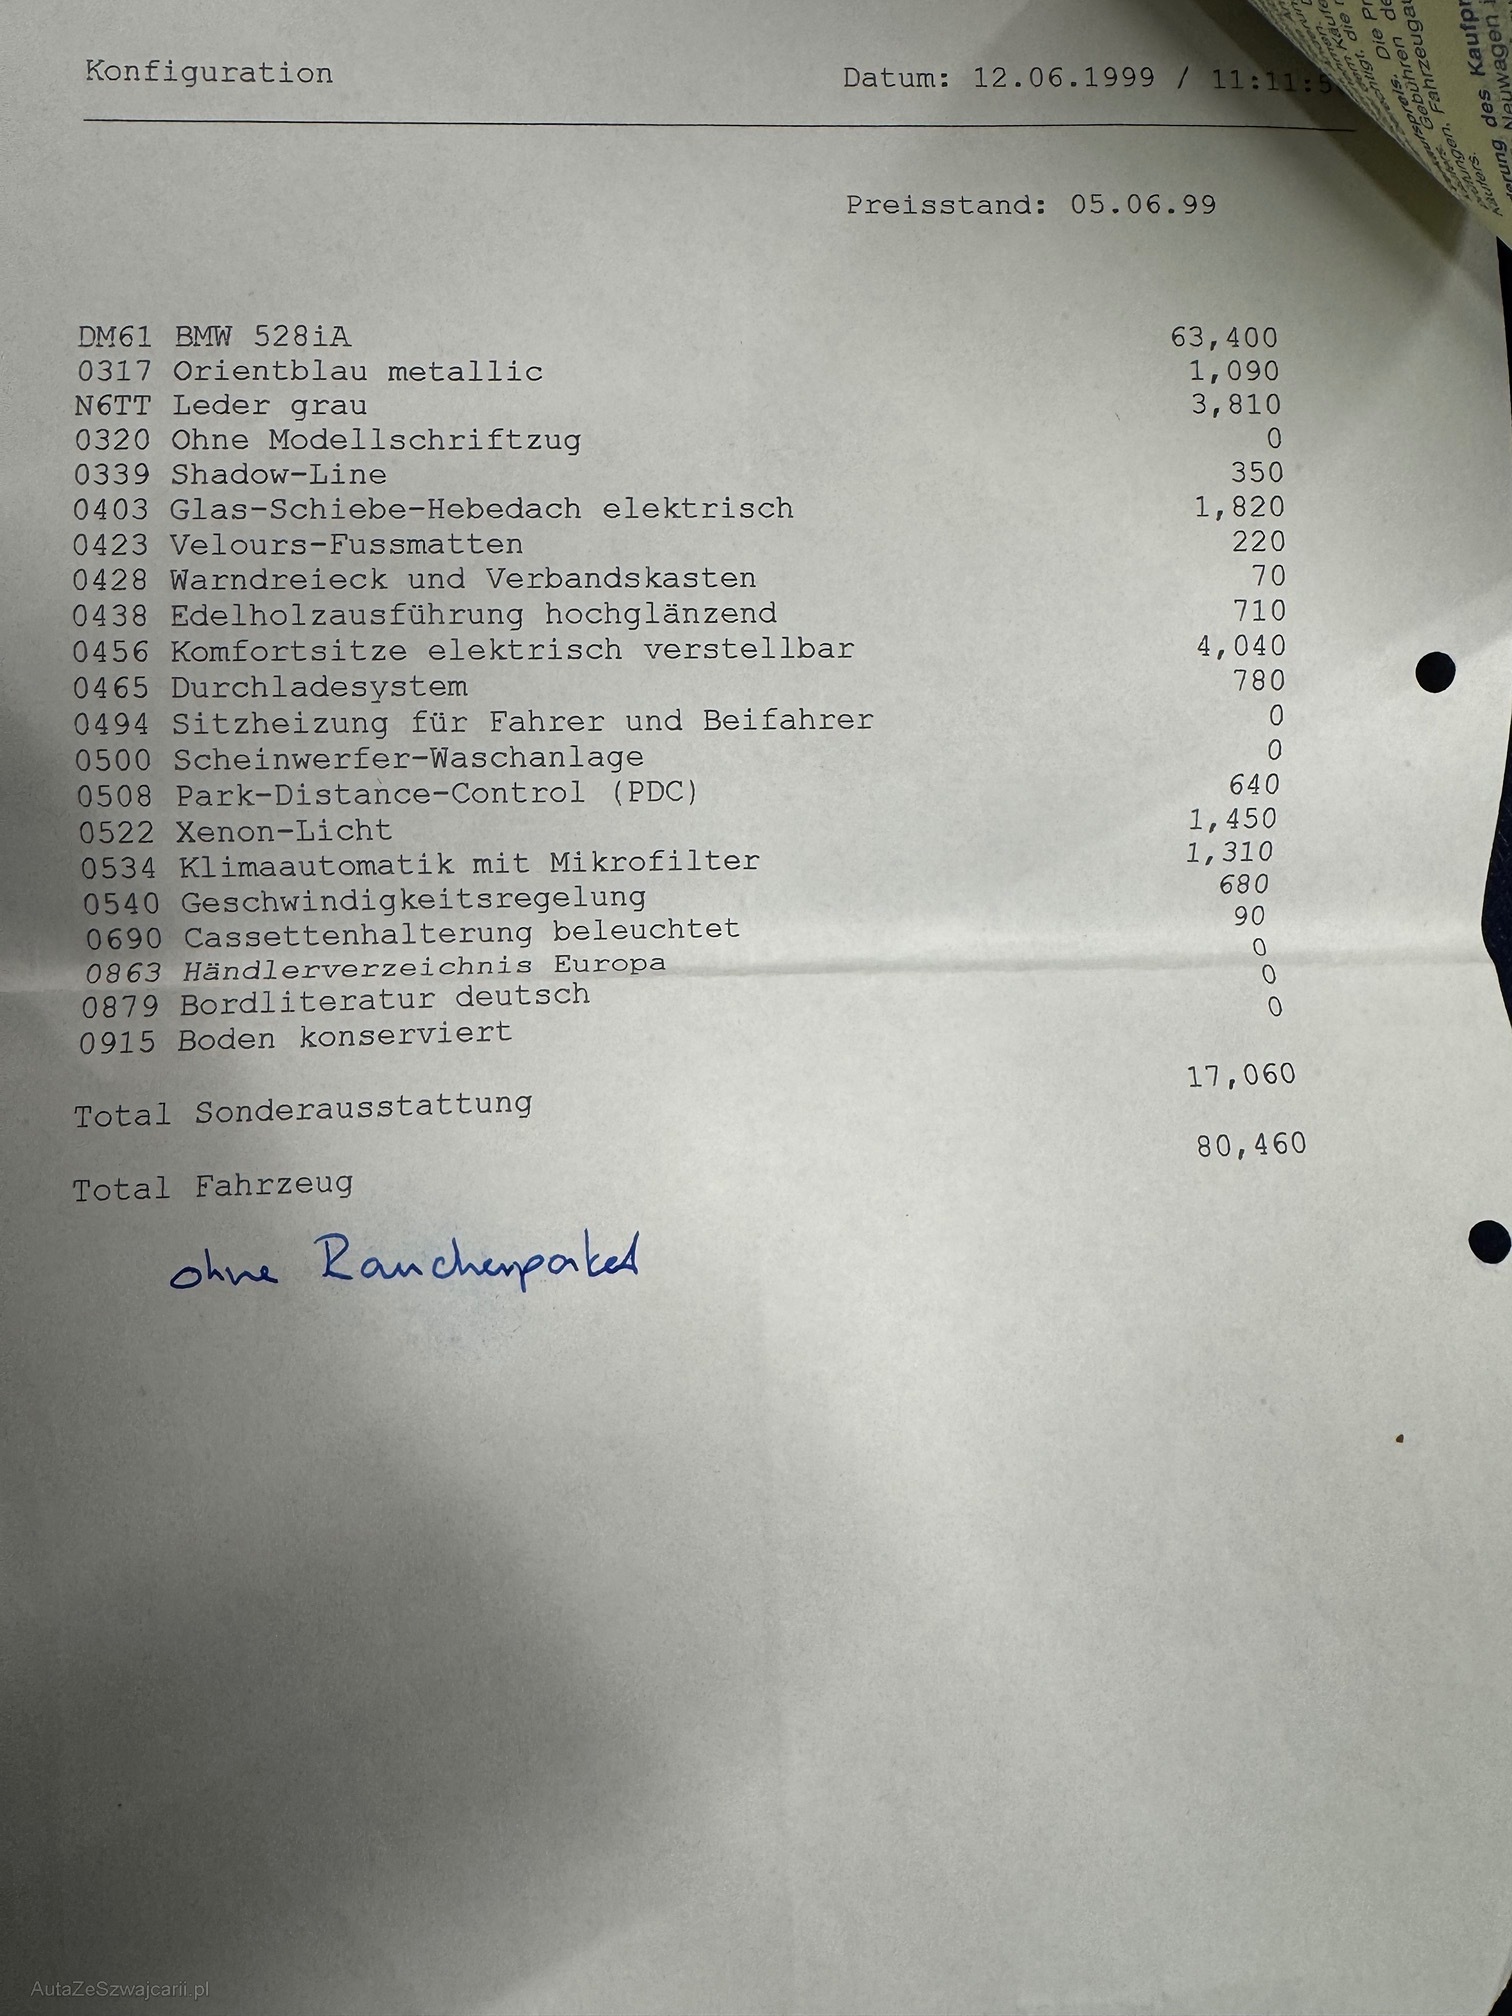 Konfiguration Datum: 12.06.1999 / 11:11:5
Preisstand: 05.06.99
DM61 BMW 528iA 63,400
0317 Orientblau metallic 1,090
N6TT Leder grau 3,810
0320 Ohne Modellschriftzug 0
0339 Shadow-Line 350
0403 Glas-Schiebe-Hebedach elektrisch 1,820
0423 Velours-Fussmatten 220
0428 Warndreieck und Verbandskasten 70
0438 Edelholzausführung hochglänzend 710
0456 Komfortsitze elektrisch verstellbar 4,040
0465 Durchladesystem 780
0494 Sitzheizung für Fahrer und Beifahrer 0
0500 Scheinwerfer-Waschanlage 0
0508 Park-Distance-Control (PDC) 640
0522 Xenon-Licht 1,450
0534 Klimaautomatik mit Mikrofilter 1,310
0540 Geschwindigkeitsregelung 680
0690 Cassettenhalterung beleuchtet 90
0863 Händlerverzeichnis Europa 0
0879 Bordliteratur deutsch 0
0915 Boden konserviert 0
Total Sonderausstattung 17,060
Total Fahrzeug 80,460
ohne Raucherpaket
AutaZeSzwajcarii.pl